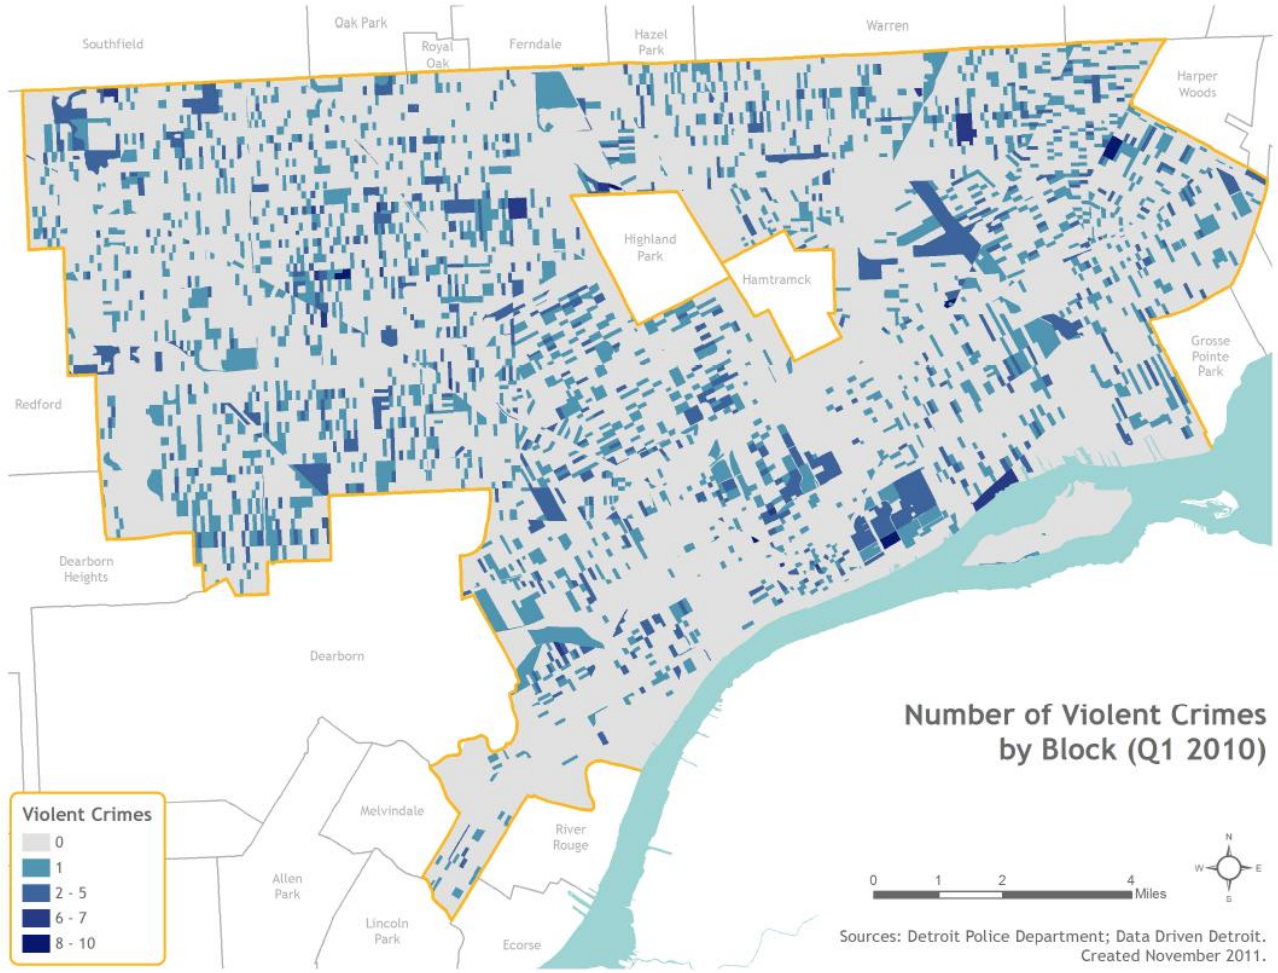 Oak Park
Southfield
Royal
Oak
Ferndale
Hazel
Park
Warren
Harper
Woods
Highland
Park
Hamtramck
Grosse
Pointe
Park
Redford
Dearborn
Heights
Dearborn
Melvindale
River
Rouge
Allen
Park
Lincoln
Park
Ecorse
Number of Violent Crimes
by Block (Q1 2010)
Violent Crimes
0
1
2 - 5
6 - 7
8 - 10
N
W E
S
0 1 2 4
Miles
Sources: Detroit Police Department; Data Driven Detroit.
Created November 2011.